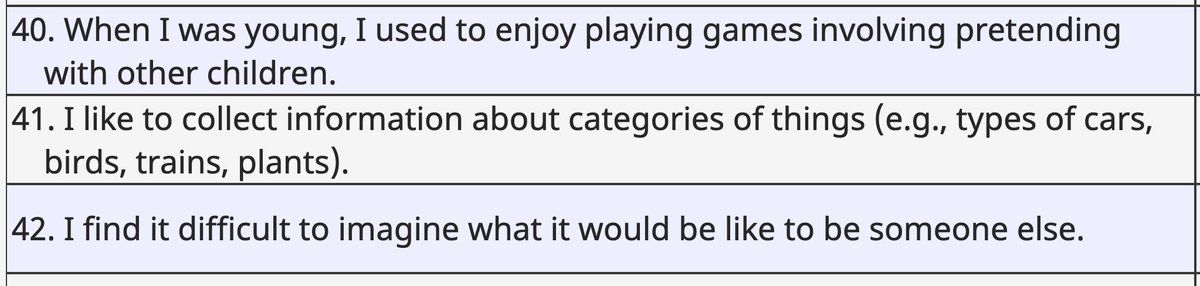 40. When I was young, I used to enjoy playing games involving pretending
with other children.
41. I like to collect information about categories of things (e.g., types of cars,
birds, trains, plants).
42. I find it difficult to imagine what it would be like to be someone else.